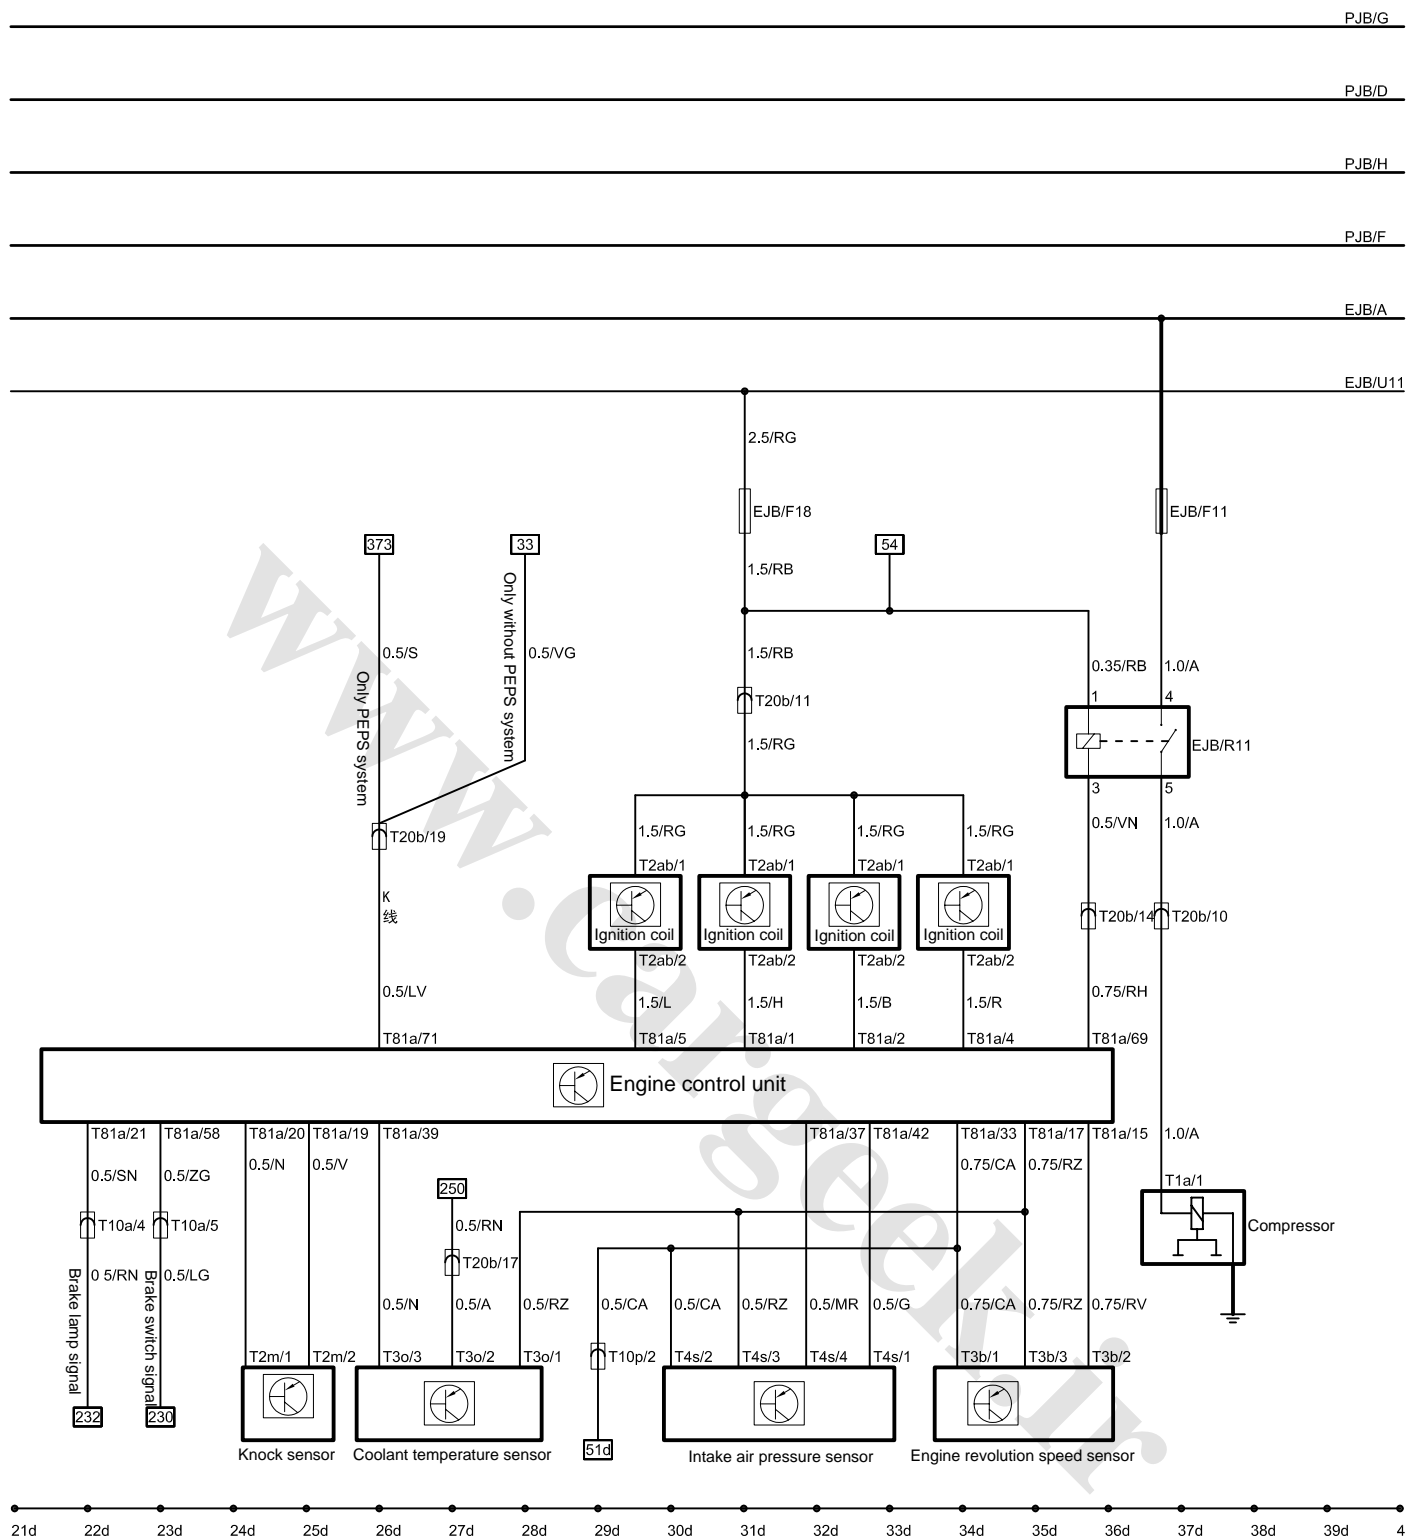 PJB/G
PJB/D
PJB/H
PJB/F
EJB/A
EJB/U11
2.5/RG
EJB/F18
EJB/F11
373
33
54
1.5/RB
Only without PEPS system
0.5/S
0.5/VG
1.5/RB
0.35/RB
1.0/A
Only PEPS system
T20b/11
1
4
1.5/RG
EJB/R11
3
5
T20b/19
1.5/RG
1.5/RG
1.5/RG
1.5/RG
0.5/VN
1.0/A
T2ab/1
T2ab/1
T2ab/1
T2ab/1
K
线
Ignition coil
Ignition coil
Ignition coil
Ignition coil
T20b/14
T20b/10
T2ab/2
T2ab/2
T2ab/2
T2ab/2
0.5/LV
1.5/L
1.5/H
1.5/B
1.5/R
0.75/RH
T81a/71
T81a/5
T81a/1
T81a/2
T81a/4
T81a/69
Engine control unit
T81a/21
T81a/58
T81a/20
T81a/19
T81a/39
T81a/37
T81a/42
T81a/33
T81a/17
T81a/15
1.0/A
0.5/SN
0.5/ZG
0.5/N
0.5/V
0.75/CA
0.75/RZ
250
T1a/1
T10a/4
T10a/5
0.5/RN
Compressor
T20b/17
Brake lamp signal
0 5/RN
Brake switch signal
0.5/LG
0.5/N
0.5/A
0.5/RZ
0.5/CA
0.5/CA
0.5/RZ
0.5/MR
0.5/G
0.75/CA
0.75/RZ
0.75/RV
T2m/1
T2m/2
T3o/3
T3o/2
T3o/1
T10p/2
T4s/2
T4s/3
T4s/4
T4s/1
T3b/1
T3b/3
T3b/2
232
230
51d
Knock sensor
Coolant temperature sensor
Intake air pressure sensor
Engine revolution speed sensor
21d 22d 23d 24d 25d 26d 27d 28d 29d 30d 31d 32d 33d 34d 35d 36d 37d 38d 39d 4
www.cargeek.ir